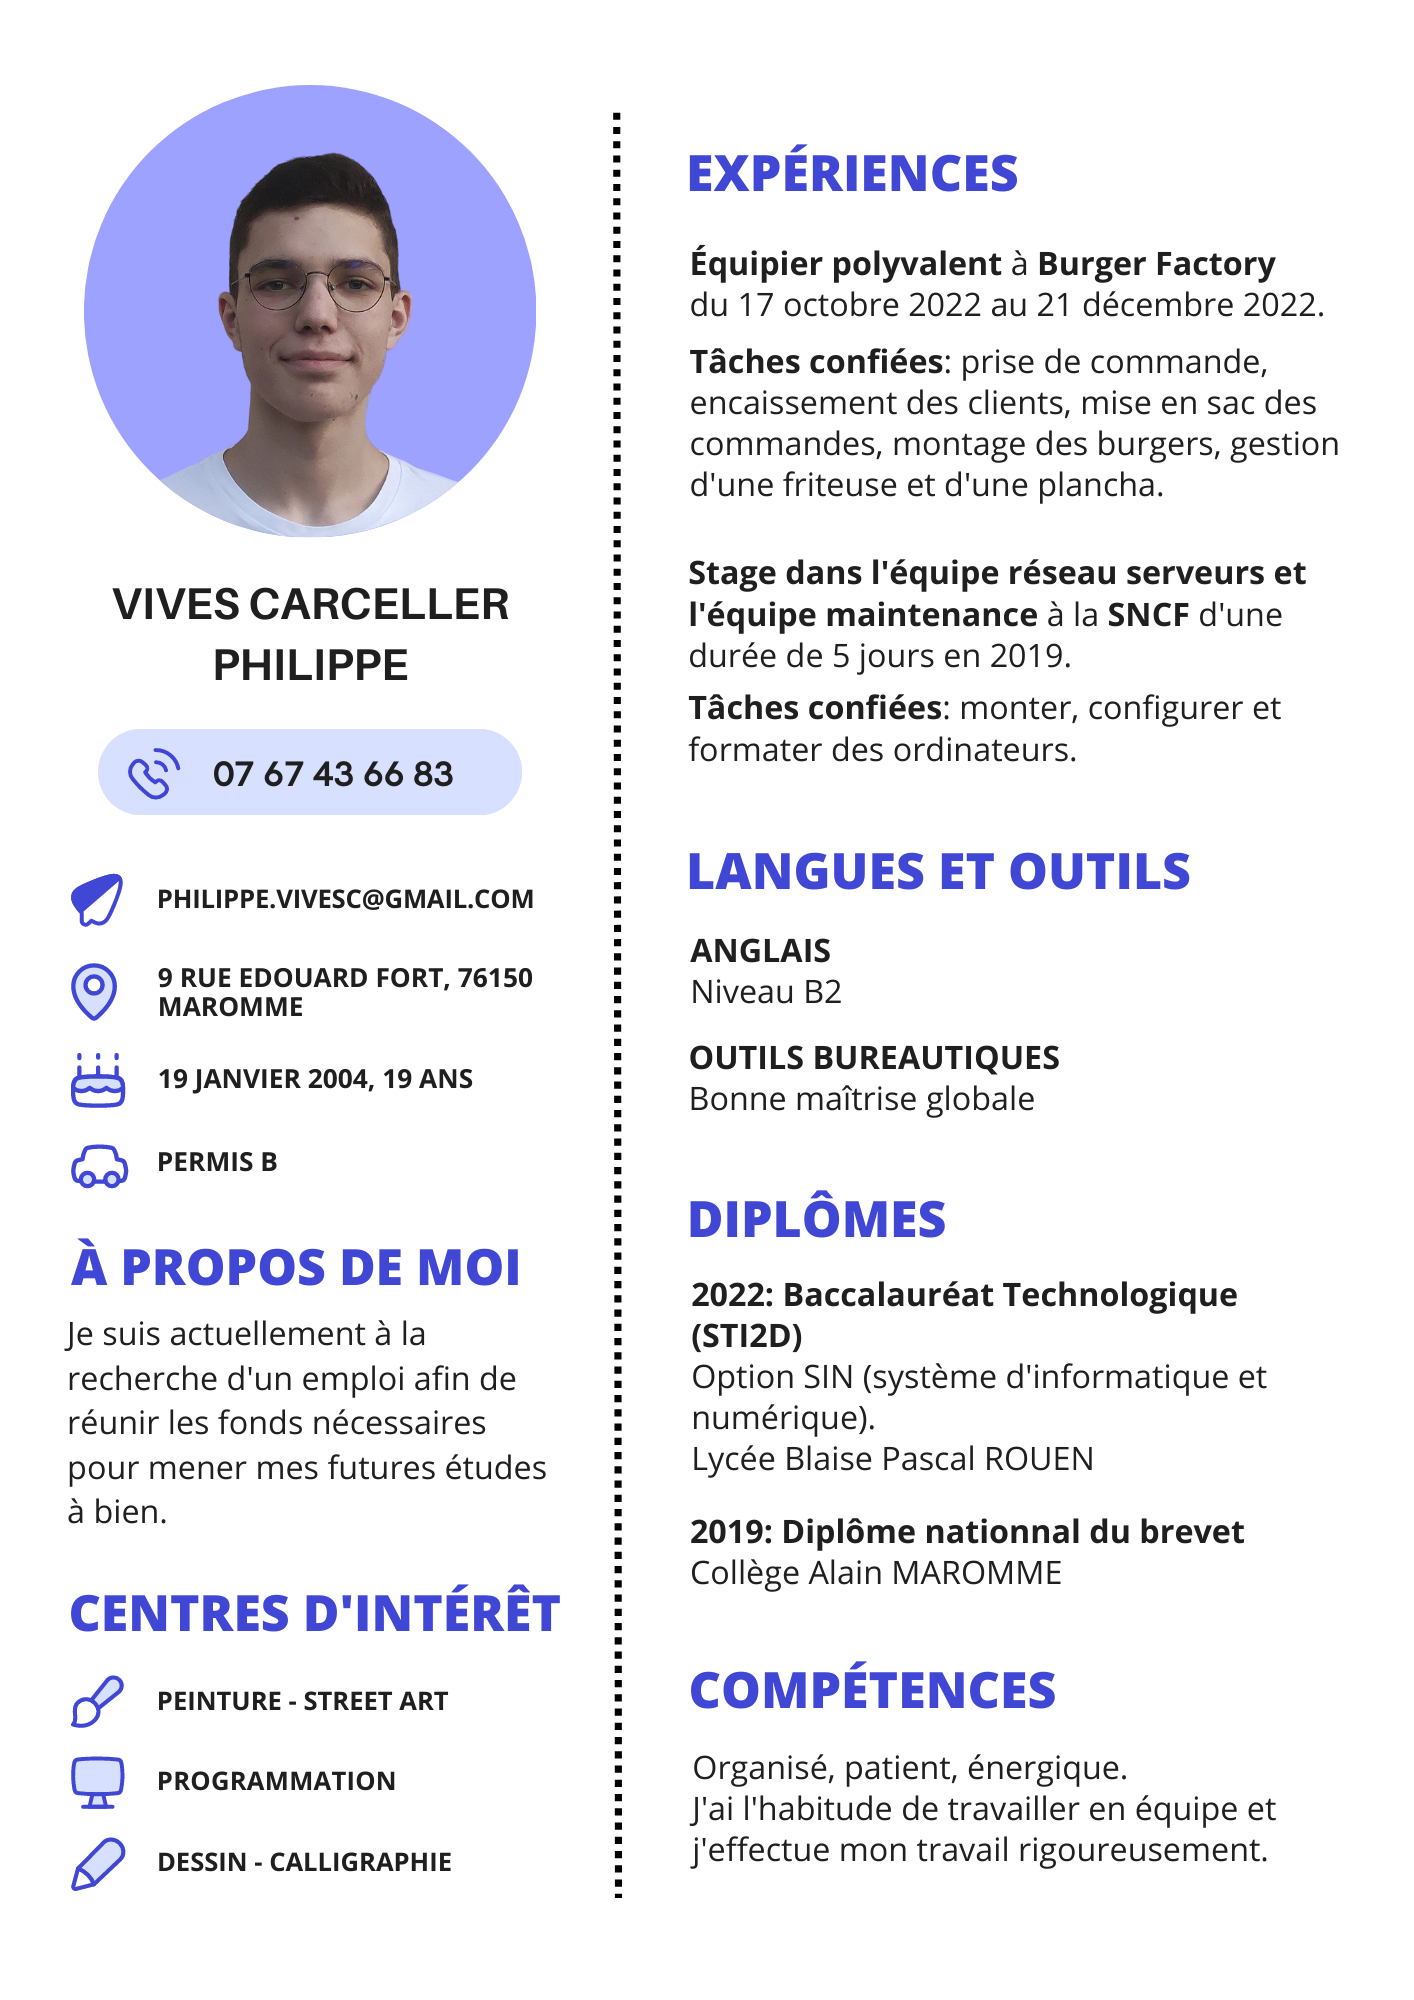 VIVES CARCELLER
PHILIPPE
07 67 43 66 83
PHILIPPE.VIVESC@GMAIL.COM
9 RUE EDOUARD FORT, 76150
MAROMME
19 JANVIER 2004, 19 ANS
PERMIS B
À PROPOS DE MOI
Je suis actuellement à la
recherche d'un emploi afin de
réunir les fonds nécessaires
pour mener mes futures études
à bien.
CENTRES D'INTÉRÊT
PEINTURE - STREET ART
PROGRAMMATION
DESSIN - CALLIGRAPHIE
EXPÉRIENCES
Équipier polyvalent à Burger Factory
du 17 octobre 2022 au 21 décembre 2022.
Tâches confiées: prise de commande,
encaissement des clients, mise en sac des
commandes, montage des burgers, gestion
d'une friteuse et d'une plancha.
Stage dans l'équipe réseau serveurs et
l'équipe maintenance à la SNCF d'une
durée de 5 jours en 2019.
Tâches confiées: monter, configurer et
formater des ordinateurs.
LANGUES ET OUTILS
ANGLAIS
Niveau B2
OUTILS BUREAUTIQUES
Bonne maîtrise globale
DIPLÔMES
2022: Baccalauréat Technologique
(STI2D)
Option SIN (système d'informatique et
numérique).
Lycée Blaise Pascal ROUEN
2019: Diplôme nationnal du brevet
Collège Alain MAROMME
COMPÉTENCES
Organisé, patient, énergique.
J'ai l'habitude de travailler en équipe et
j'effectue mon travail rigoureusement.